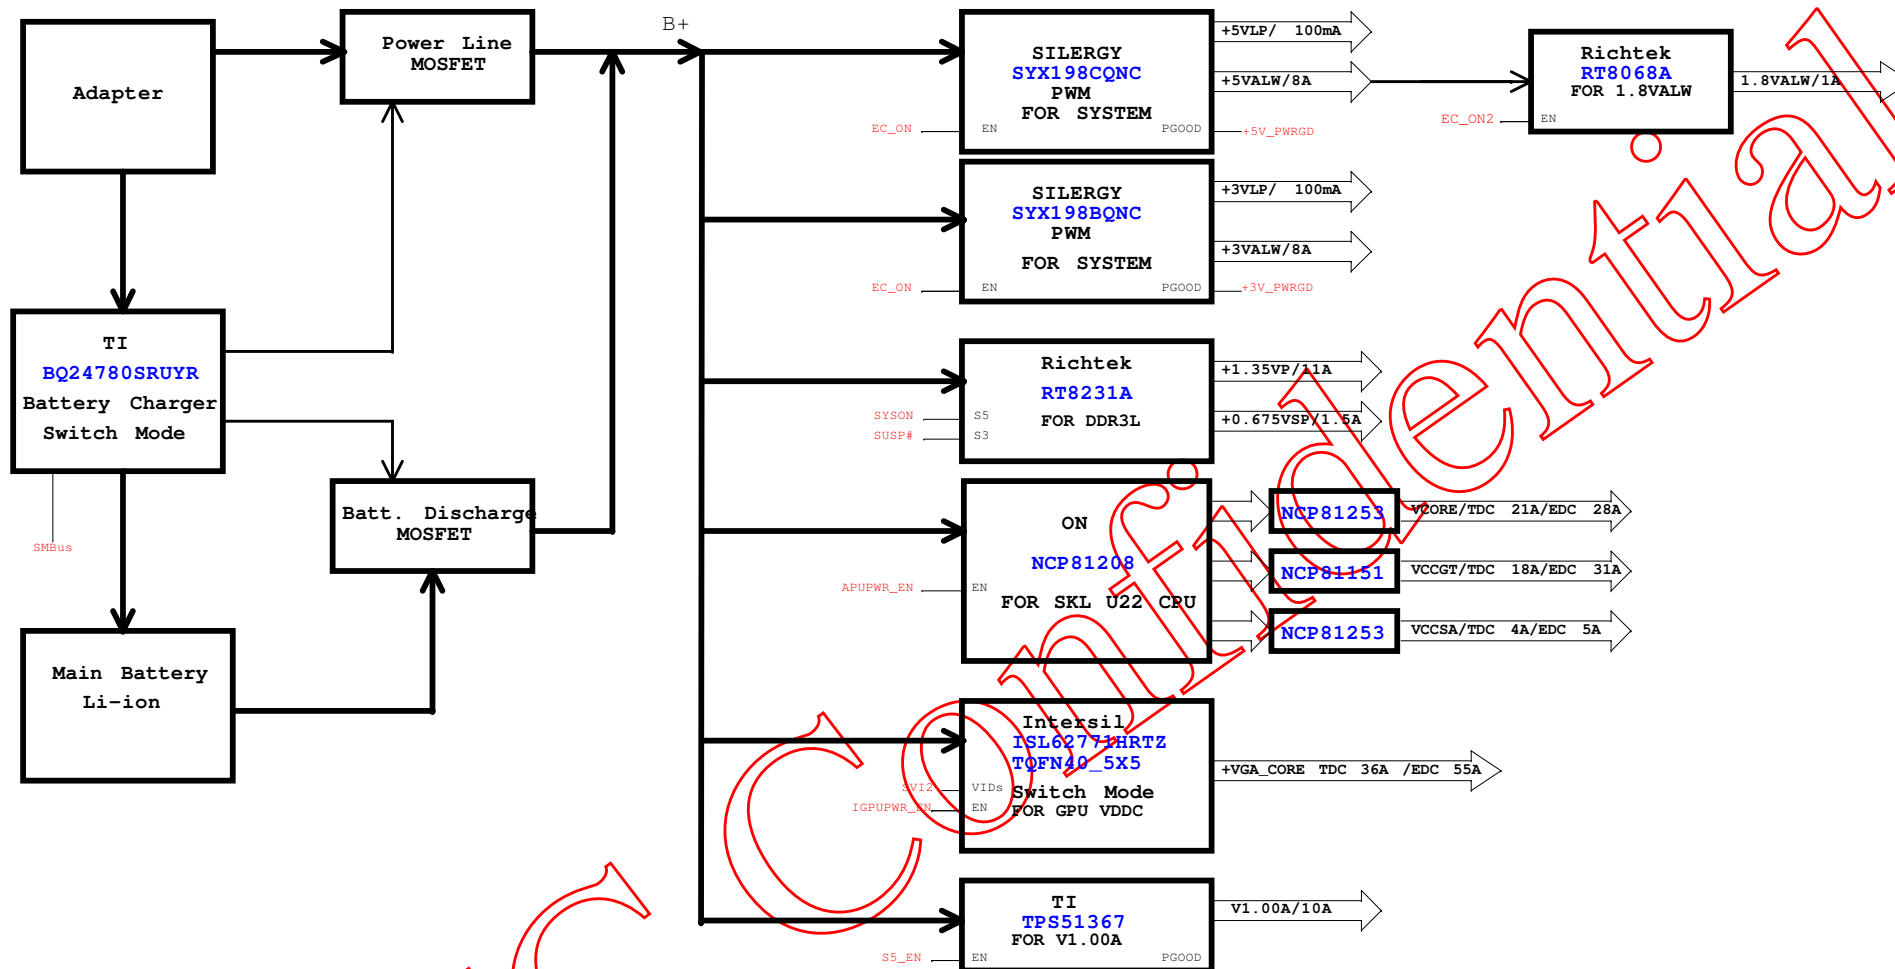 Adapter
Power Line
MOSFET
B+
TI
BQ24780SRUYR
Battery Charger
Switch Mode
SMBus
Batt. Discharge
MOSFET
Main Battery
Li-ion
SILERGY
SYX198CQNC
PWM
FOR SYSTEM
EC_ON
EN
PGOOD
+5V_PWRGD
+5VLP/ 100mA
+5VALW/8A
Richtek
RT8068A
FOR 1.8VALW
EC_ON2
EN
1.8VALW/1A
SILERGY
SYX198BQNC
PWM
FOR SYSTEM
EC_ON
EN
PGOOD
+3V_PWRGD
+3VLP/ 100mA
+3VALW/8A
Richtek
RT8231A
FOR DDR3L
SYSON
S5
SUSP#
S3
+1.35VP/11A
+0.675VSP/1.5A
ON
NCP81208
FOR SKL U22 CPU
APUPWR_EN
EN
NCP81253
VCORE/TDC 21A/EDC 28A
NCP81151
VCCGT/TDC 18A/EDC 31A
NCP81253
VCCSA/TDC 4A/EDC 5A
Intersil
ISL62771HRTZ
TQFN40_5X5
Switch Mode
FOR GPU VDDC
SVI2
VIDs
IGPUPWR_EN
EN
+VGA_CORE TDC 36A /EDC 55A
TI
TPS51367
FOR V1.00A
S5_EN
EN
PGOOD
V1.00A/10A
Confidential